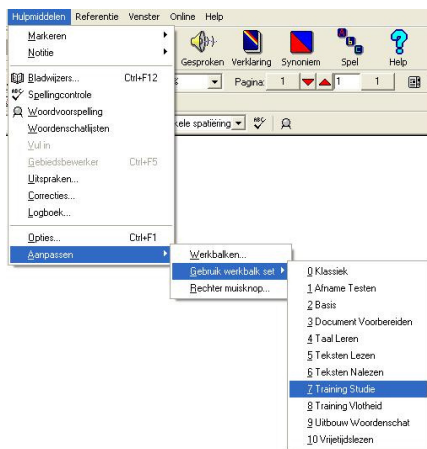 Hulpmiddelen Referentie Venster Online Help
Markeren
Notitie
Bladwijzers... Ctrl+F12
Spellingcontrole
Woordvoorspelling
Woordenschatlijsten
Vul in
Gebiedsbewerker Ctrl+F5
Uitspraken...
Correcties...
Logboek...
Opties... Ctrl+F1
Aanpassen
Gesproken Verklaring Synoniem Spel Help
% Pagina: 1 1 1
kele spatiëring
Werkbalken...
Gebruik werkbalk set
Rechter muisknop...
0 Klassiek
1 Afname Testen
2 Basis
3 Document Voorbereiden
4 Taal Leren
5 Teksten Lezen
6 Teksten Nalezen
7 Training Studie
8 Training Vlotheid
9 Uitbouw Woordenschat
10 Vrijetijdslezen